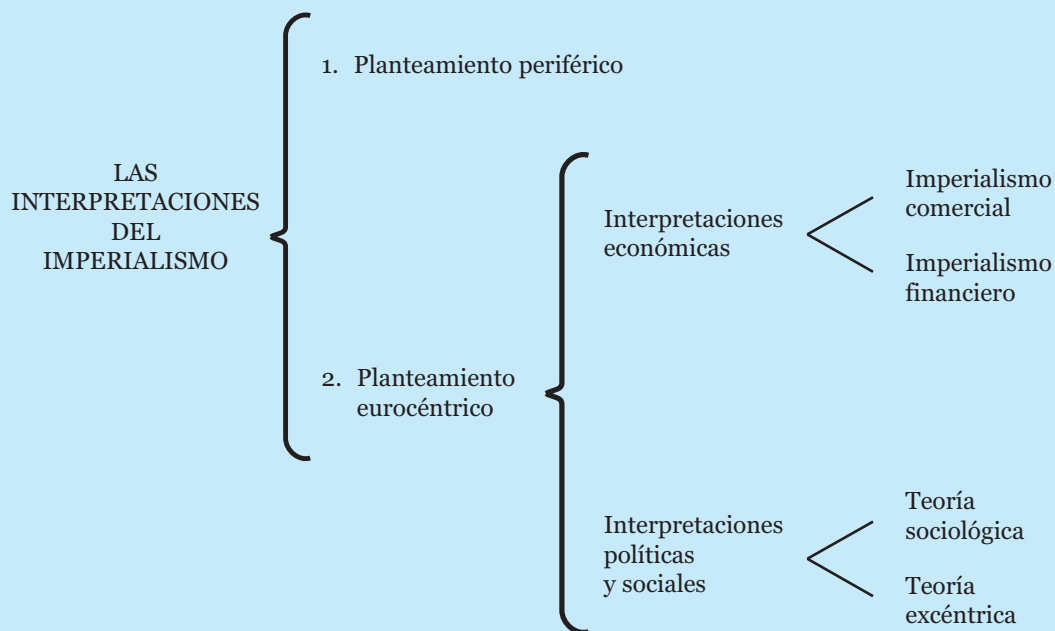 LAS
INTERPRETACIONES
DEL
IMPERIALISMO
1. Planteamiento periférico
2. Planteamiento
eurocéntrico
Interpretaciones
económicas
Imperialismo
comercial
Imperialismo
financiero
Interpretaciones
políticas
y sociales
Teoría
sociológica
Teoría
excéntrica